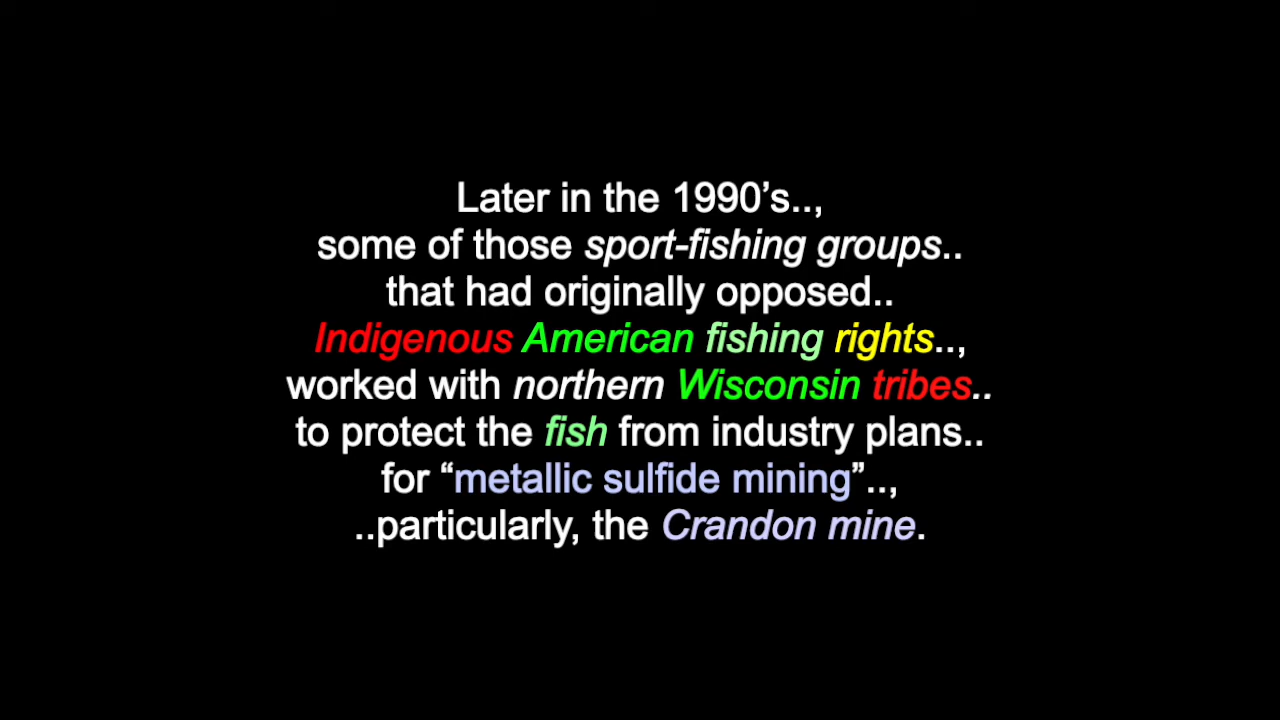 Later in the 1990’s..,
some of those sport-fishing groups..
that had originally opposed..
Indigenous American fishing rights..,
worked with northern Wisconsin tribes..
to protect the fish from industry plans..
for “metallic sulfide mining”..,
..particularly, the Crandon mine.